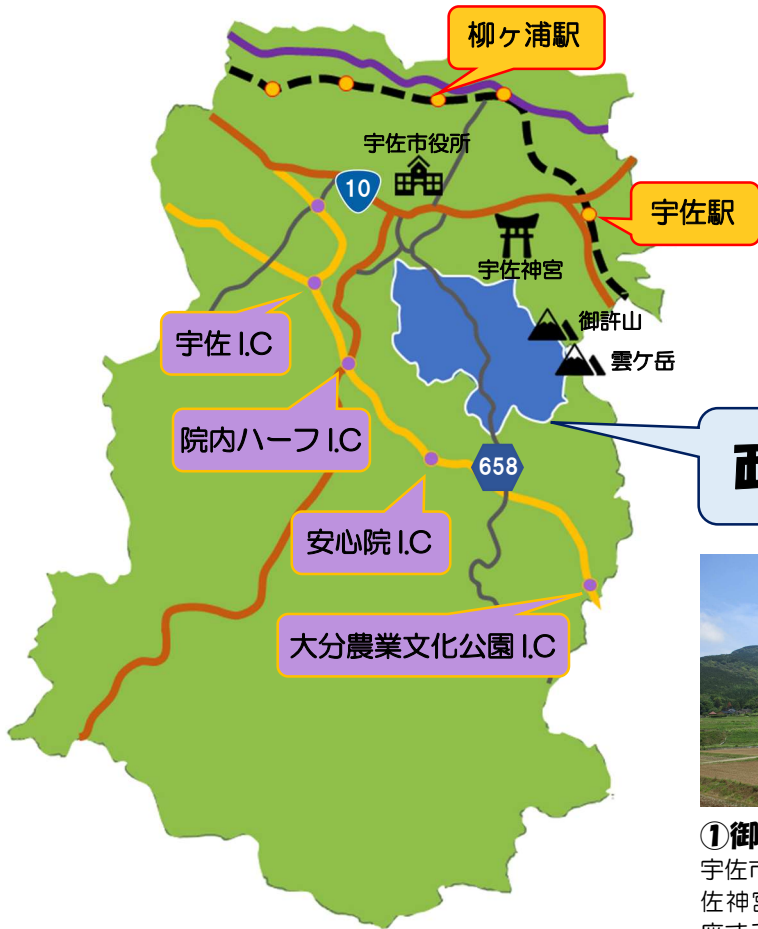 柳ヶ浦駅
宇佐市役所
10
宇佐駅
宇佐神宮
御許山
雲ケ岳
宇佐 I.C
院内ハーフ I.C
658
安心院 I.C
大分農業文化公園 I.C
①御
宇佐市
佐神宮